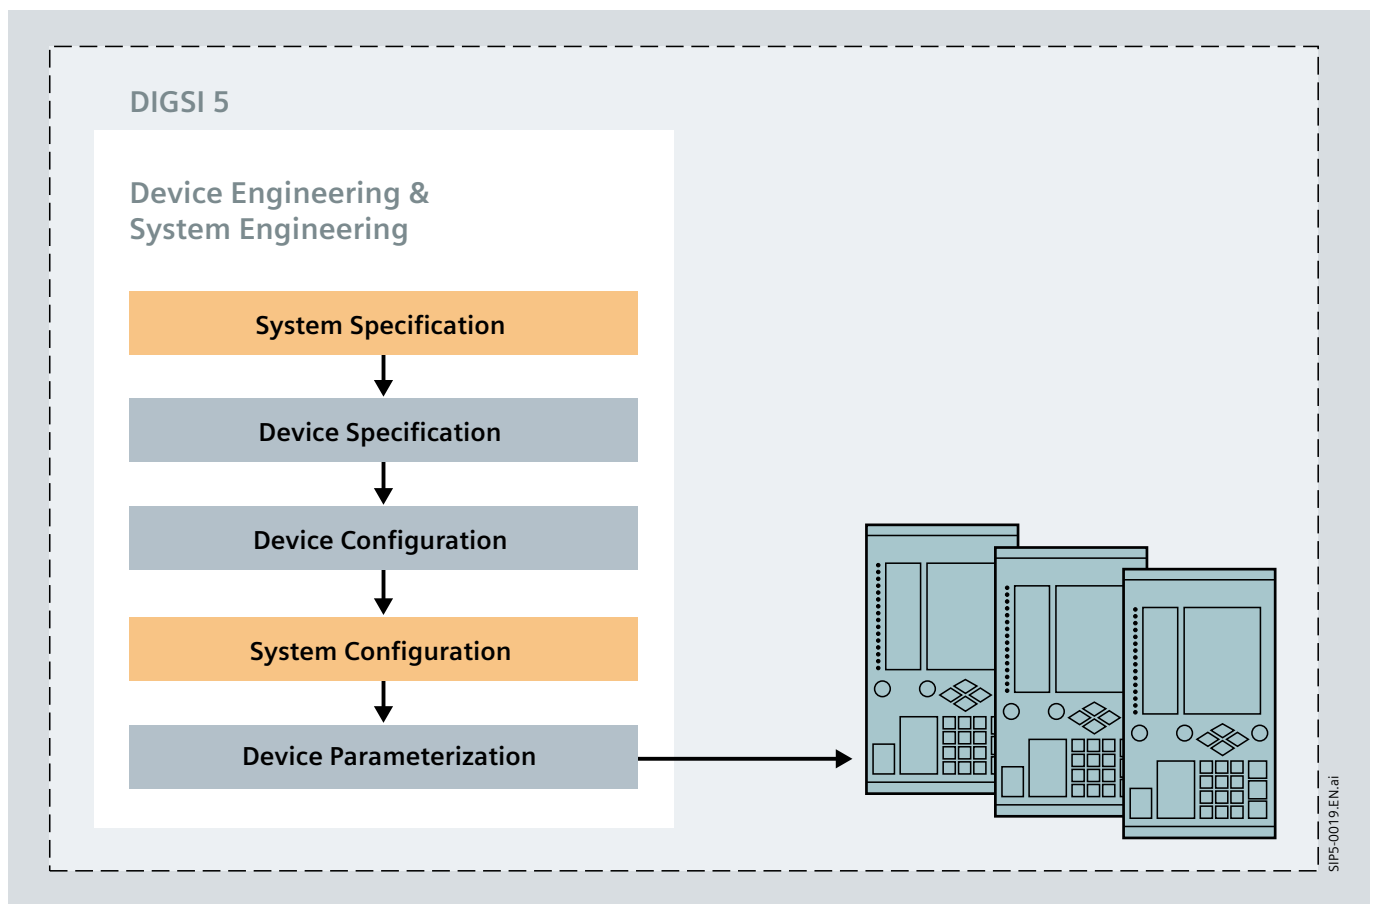 DIGSI 5
Device Engineering &
System Engineering
System Specification
Device Specification
Device Configuration
System Configuration
Device Parameterization
SIP5-0019.EN.ai